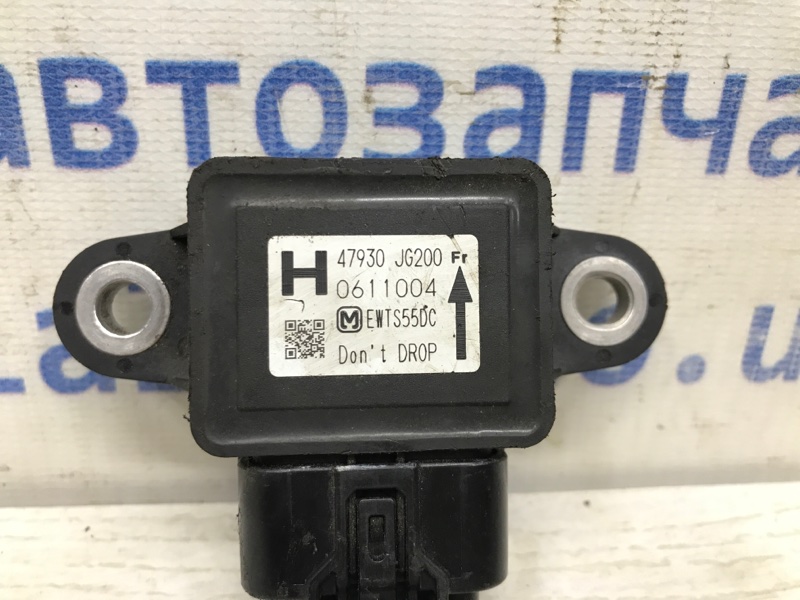 автозапча
H 47930 JG200 Fr
0611004
M EWTS55DC
Don't DROP